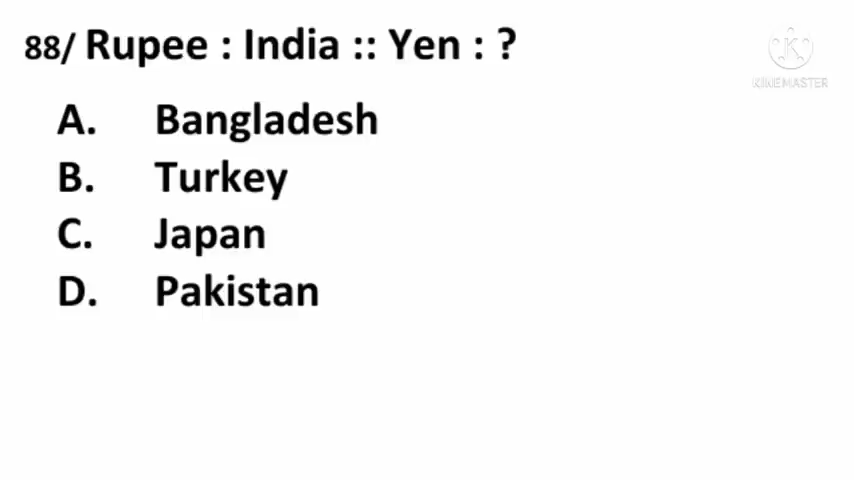 88/ Rupee : India :: Yen : ?
A. Bangladesh
B. Turkey
C. Japan
D. Pakistan
K
KINEMASTER